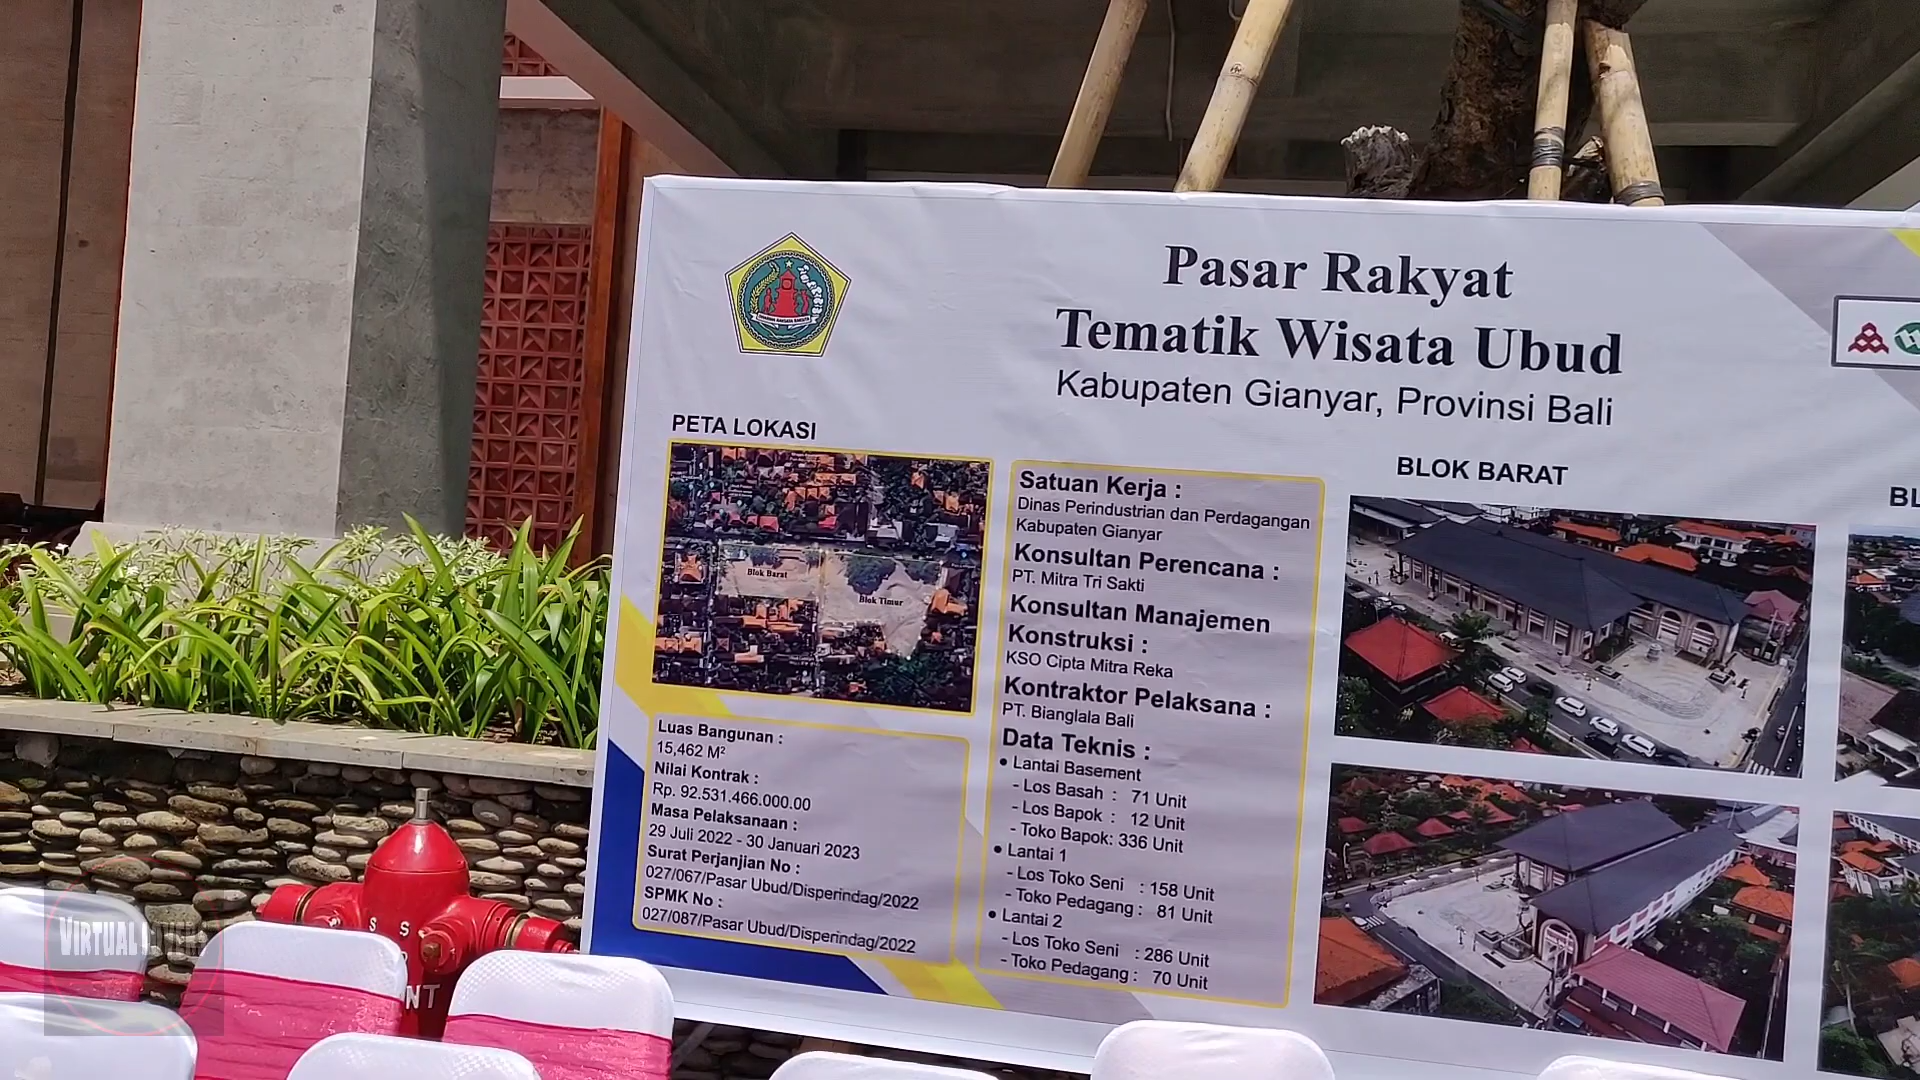 Pasar Rakyat
Tematik Wisata Ubud
Kabupaten Gianyar, Provinsi Bali
PETA LOKASI
Blok Barat
Blok Timur
Luas Bangunan :
15,462 M²
Nilai Kontrak :
Rp. 92.531.466.000.00
Masa Pelaksanaan :
29 Juli 2022 - 30 Januari 2023
Surat Perjanjian No :
027/067/Pasar Ubud/Disperindag/2022
SPMK No :
027/087/Pasar Ubud/Disperindag/2022
Satuan Kerja :
Dinas Perindustrian dan Perdagangan
Kabupaten Gianyar
Konsultan Perencana :
PT. Mitra Tri Sakti
Konsultan Manajemen
Konstruksi :
KSO Cipta Mitra Reka
Kontraktor Pelaksana :
PT. Bianglala Bali
Data Teknis :
• Lantai Basement
- Los Basah : 71 Unit
- Los Bapok : 12 Unit
- Toko Bapok: 336 Unit
• Lantai 1
- Los Toko Seni : 158 Unit
- Toko Pedagang : 81 Unit
• Lantai 2
- Los Toko Seni : 286 Unit
- Toko Pedagang : 70 Unit
BLOK BARAT
BL
S S
NT
VIRTUAL